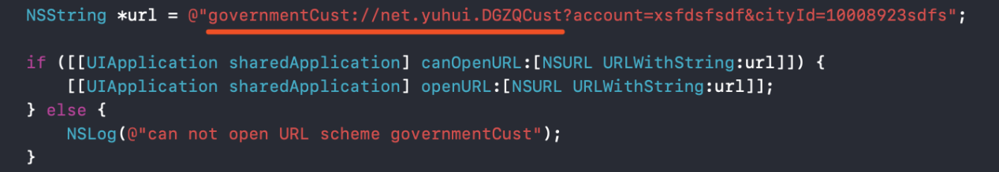 NSString *url = @"governmentCust://net.yuhui.DGZQCust?account=xsfdsfsdf&cityId=10008923sdfs";
if ([[UIApplication sharedApplication] canOpenURL:[NSURL URLWithString:url]]) {
[[UIApplication sharedApplication] openURL:[NSURL URLWithString:url]];
} else {
NSLog(@"can not open URL scheme governmentCust");
}